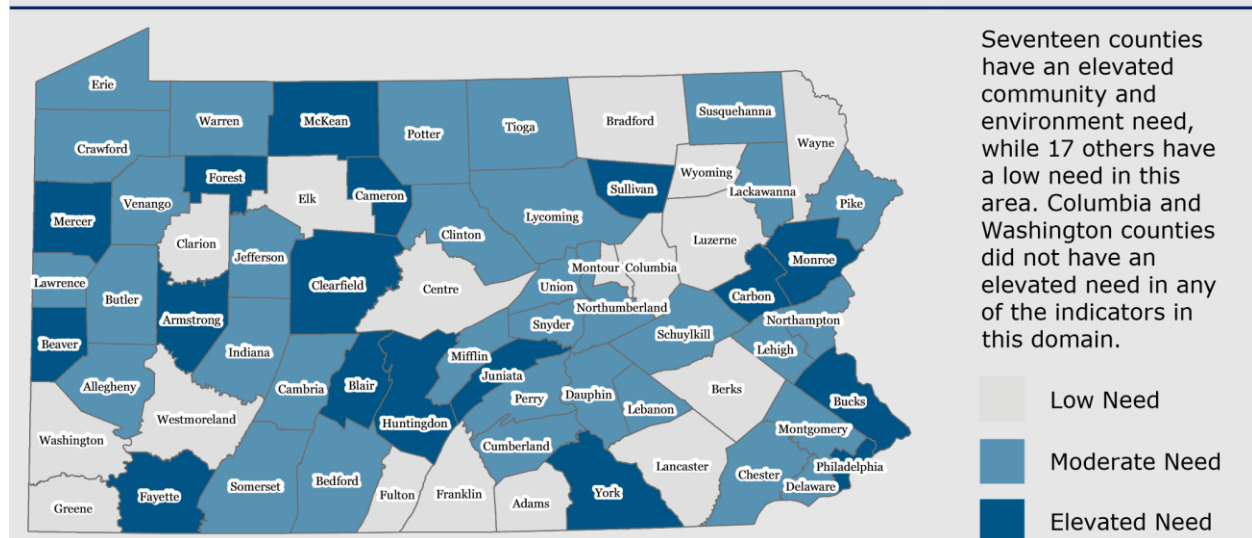 Seventeen counties
have an elevated
community and
environment need,
while 17 others have
a low need in this
area. Columbia and
Washington counties
did not have an
elevated need in any
of the indicators in
this domain.
Low Need
Moderate Need
Elevated Need
Erie
Warren
McKean
Potter
Tioga
Bradford
Susquehanna
Wayne
Crawford
Forest
Elk
Cameron
Sullivan
Wyoming
Lackawanna
Pike
Mercer
Venango
Clarion
Jefferson
Clinton
Lycoming
Luzerne
Monroe
Lawrence
Butler
Armstrong
Clearfield
Centre
Union
Montour
Columbia
Carbon
Northampton
Beaver
Indiana
Snyder
Northumberland
Schuylkill
Lehigh
Allegheny
Cambria
Blair
Huntingdon
Mifflin
Juniata
Perry
Dauphin
Lebanon
Berks
Bucks
Westmoreland
Washington
Cumberland
Lancaster
Montgomery
Philadelphia
Greene
Fayette
Somerset
Bedford
Fulton
Franklin
Adams
York
Chester
Delaware